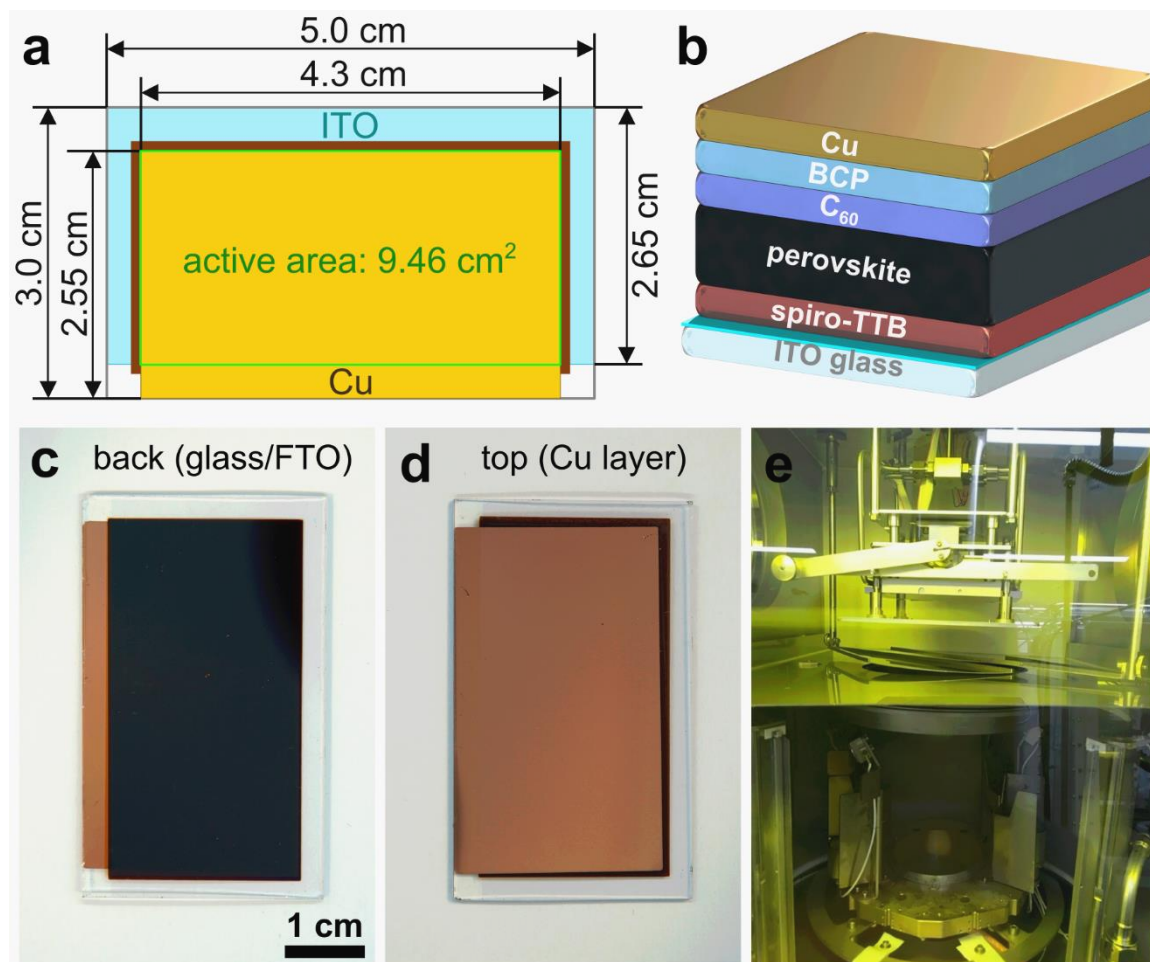 a
5.0 cm
4.3 cm
ITO
3.0 cm
2.55 cm
active area: 9.46 cm²
2.65 cm
Cu
b
Cu
BCP
C₆₀
perovskite
spiro-TTB
ITO glass
c back (glass/FTO)
1 cm
d top (Cu layer)
e